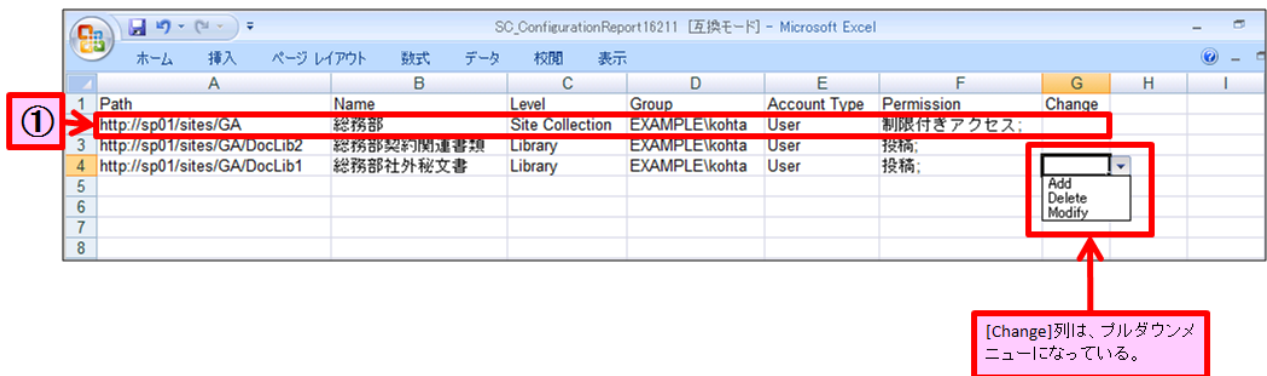 SC_ConfigurationReport16211 [互換モード] - Microsoft Excel
ホーム 挿入 ページ レイアウト 数式 データ 校閲 表示
A B C D E F G H I
1 Path Name Level Group Account Type Permission Change
① http://sp01/sites/GA 総務部 Site Collection EXAMPLE\kohta User 制限付きアクセス;
3 http://sp01/sites/GA/DocLib2 総務部契約関連書類 Library EXAMPLE\kohta User 投稿;
4 http://sp01/sites/GA/DocLib1 総務部社外秘文書 Library EXAMPLE\kohta User 投稿;
5 Add
6 Delete
7 Modify
8
[Change]列は、プルダウンメ
ニューになっている。